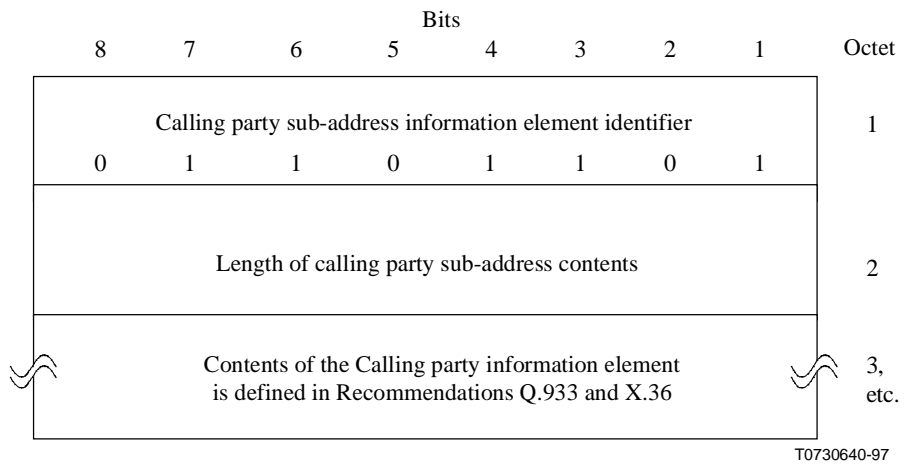 Bits
8 7 6 5 4 3 2 1 Octet
Calling party sub-address information element identifier 1
0 1 1 0 1 1 0 1
Length of calling party sub-address contents 2
Contents of the Calling party information element 3,
is defined in Recommendations Q.933 and X.36 etc.
T0730640-97